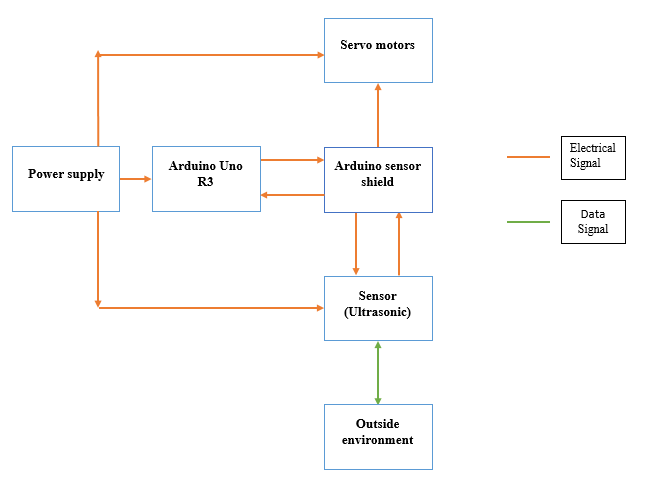 Servo motors
Power supply
Arduino Uno
R3
Arduino sensor
shield
Electrical
Signal
Data
Signal
Sensor
(Ultrasonic)
Outside
environment